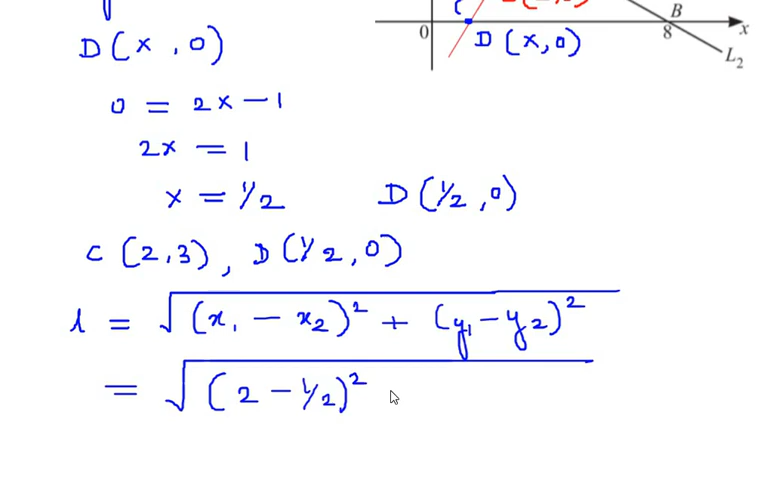 B
0
8
x
D (x, 0)
L₂
D (x, 0)
0 = 2x - 1
2x = 1
x = 1/2 D (1/2, 0)
C (2, 3), D (1/2, 0)
l = √((x₁ - x₂)² + (y₁ - y₂)²)
= √((2 - 1/2)²